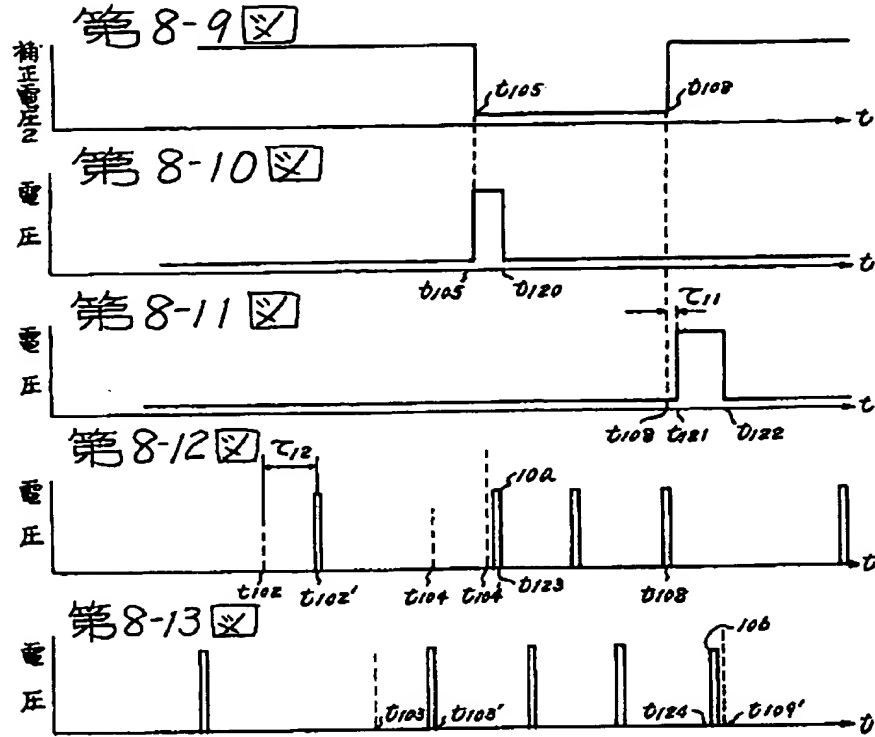 第8-9図
補正電圧2
t105
t108
t
第8-10図
電圧
t
t105
t120
第8-11図
τ11
電圧
t
t108
t121
t122
第8-12図
τ12
電圧
10a
t
t102
t102'
t104
t104'
t123
t108
第8-13図
電圧
10b
t103
t103'
t124
t109'
t